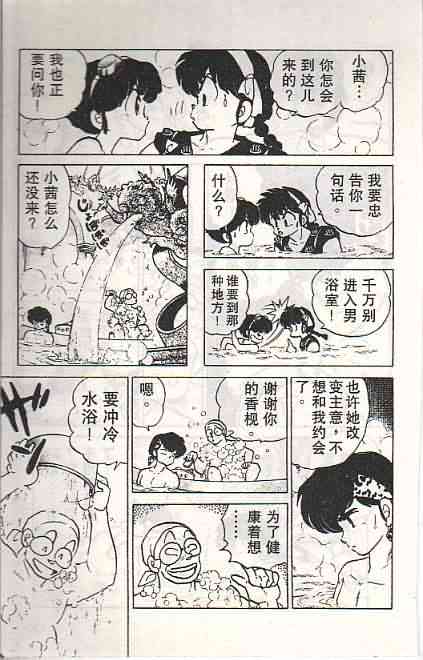 小茜…
你怎会
到这儿
来的？
我也正
要问你！
我要忠
告你一
句话。
什么？
千万别
进入男
浴室！
谁要到那
种地方！
小茜怎么
还没来？
也许她改
变主意，不
想和我约会
了。
谢谢你
的香枧。
嗯。
为了健
康着想
……
要冲冷
水浴！